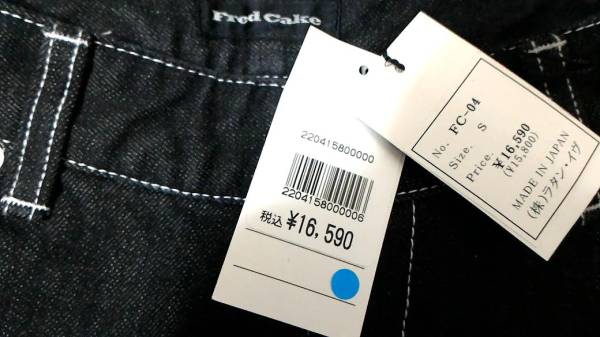 Fred Cake
220415800000
2204158000006
税込 ¥16,590
No. FC-04
Size. S
Price. ¥16,590
(¥15,800)
MADE IN JAPAN
(株)ラタン・イヴ